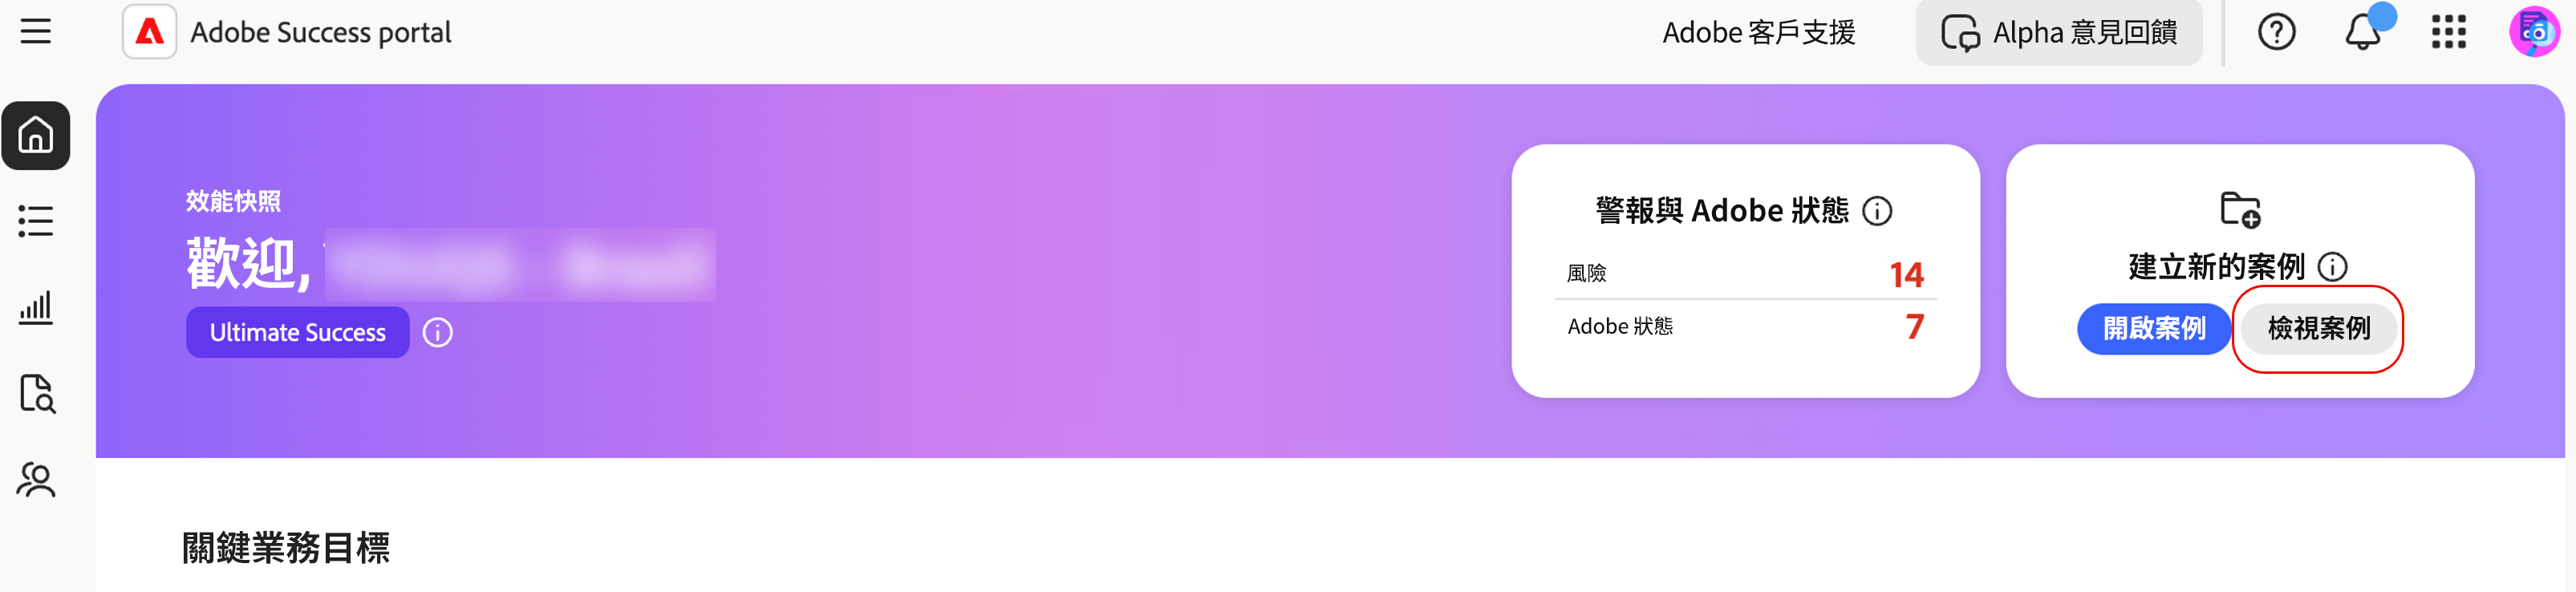 Adobe Success portal
Adobe 客戶支援
Alpha 意見回饋
效能快照
歡迎,
Ultimate Success
警報與 Adobe 狀態
風險 14
Adobe 狀態 7
建立新的案例
開啟案例 檢視案例
關鍵業務目標